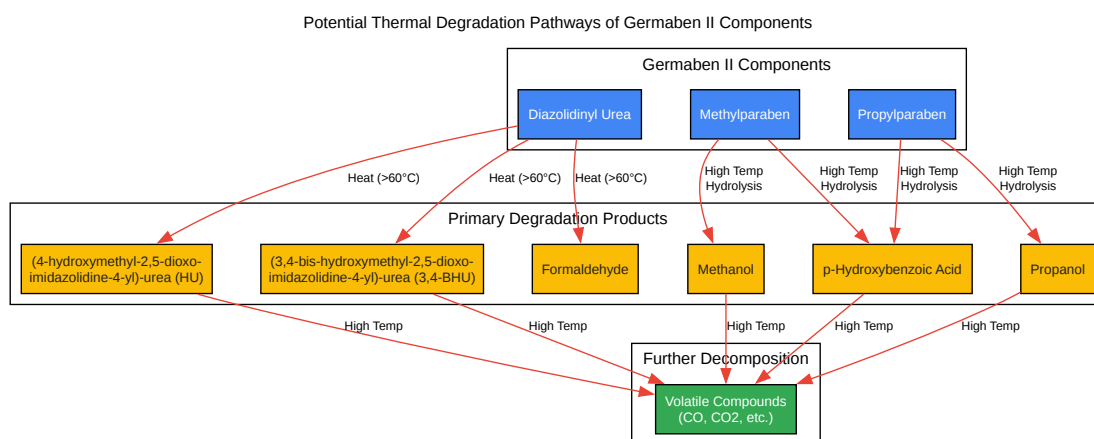 Potential Thermal Degradation Pathways of Germaben II Components
Germaben II Components
Diazolidinyl Urea
Methylparaben
Propylparaben
Heat (>60°C)
Heat (>60°C)
Heat (>60°C)
High Temp
Hydrolysis
High Temp
Hydrolysis
High Temp
Hydrolysis
High Temp
Hydrolysis
Primary Degradation Products
(4-hydroxymethyl-2,5-dioxo-
imidazolidine-4-yl)-urea (HU)
(3,4-bis-hydroxymethyl-2,5-dioxo-
imidazolidine-4-yl)-urea (3,4-BHU)
Formaldehyde
Methanol
p-Hydroxybenzoic Acid
Propanol
High Temp
High Temp
High Temp
High Temp
High Temp
Further Decomposition
Volatile Compounds
(CO, CO2, etc.)